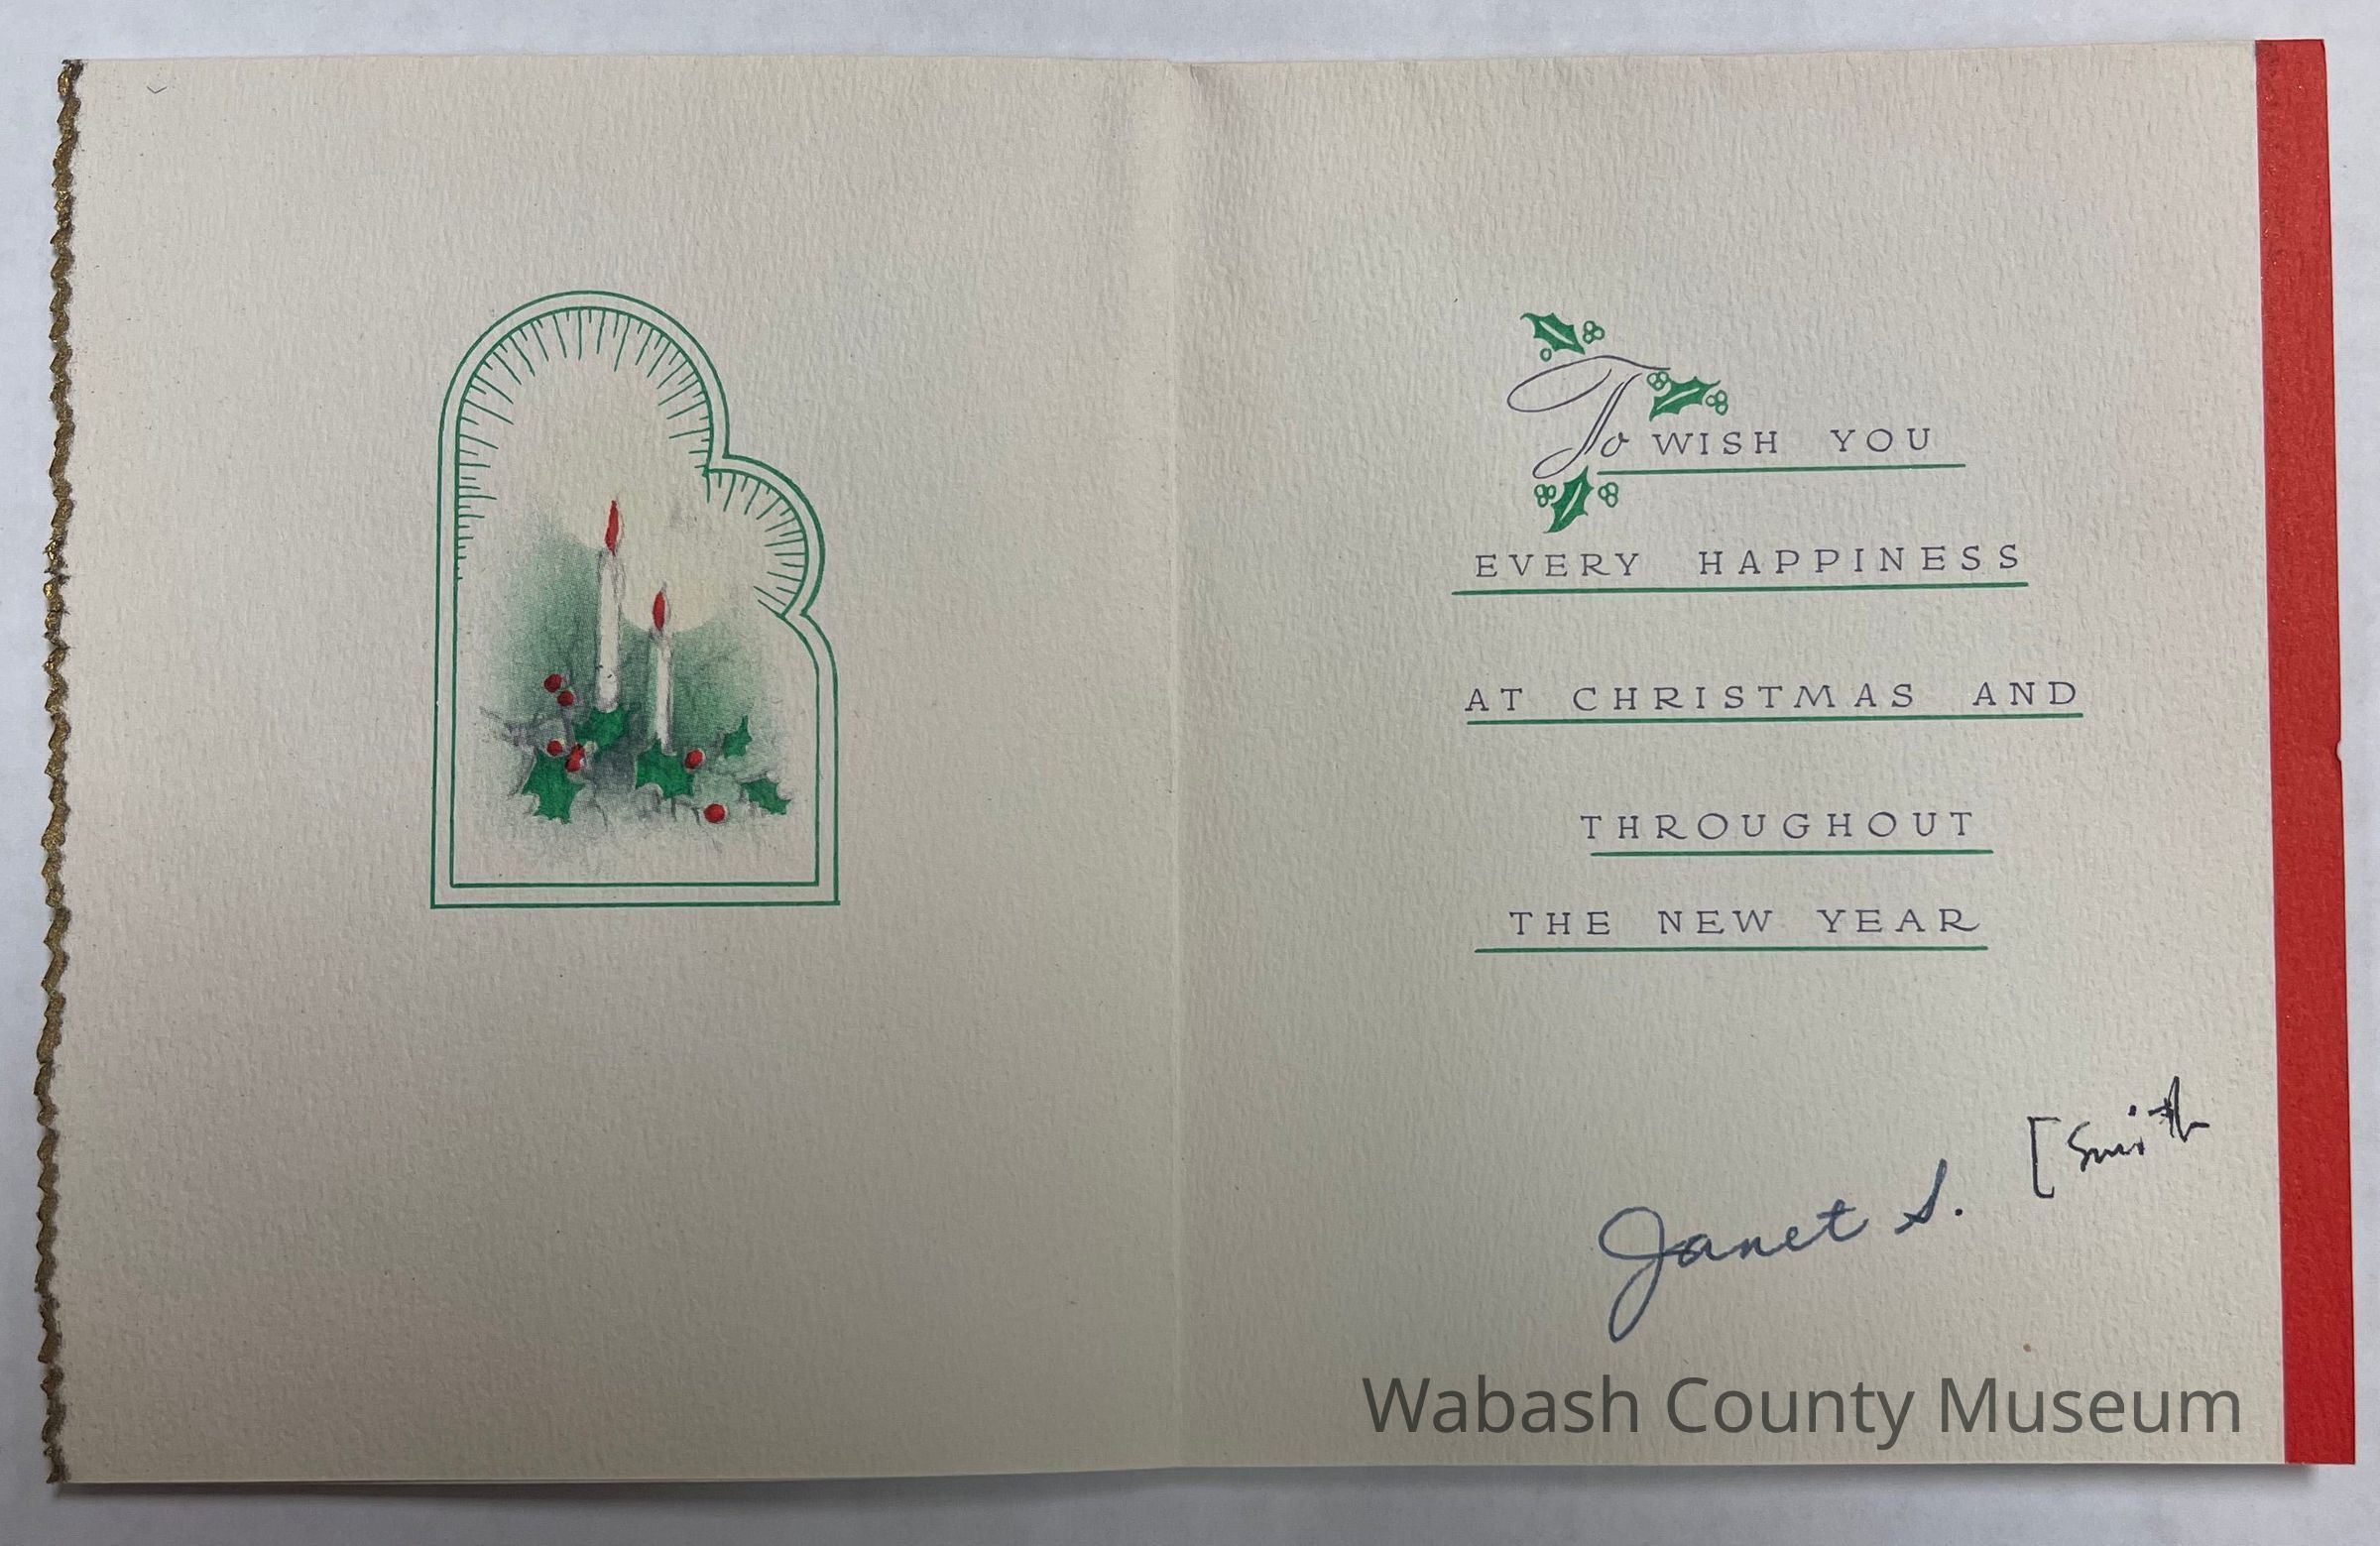 To WISH YOU
EVERY HAPPINESS
AT CHRISTMAS AND
THROUGHOUT
THE NEW YEAR
[Smith
Janet S.
Wabash County Museum